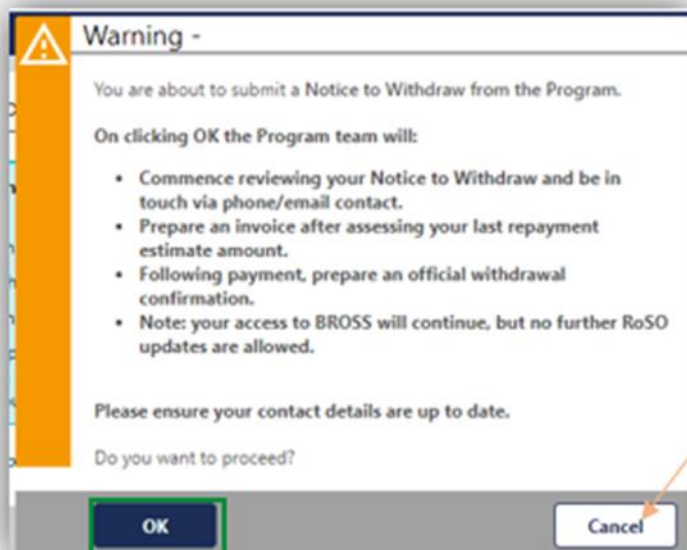 Warning -
You are about to submit a Notice to Withdraw from the Program.
On clicking OK the Program team will:
• Commence reviewing your Notice to Withdraw and be in
touch via phone/email contact.
• Prepare an invoice after assessing your last repayment
estimate amount.
• Following payment, prepare an official withdrawal
confirmation.
• Note: your access to BROSS will continue, but no further RoSO
updates are allowed.
Please ensure your contact details are up to date.
Do you want to proceed?
OK
Cancel